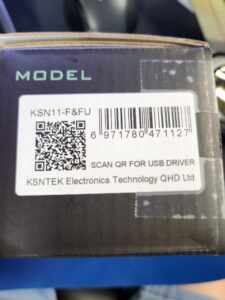 MODEL
KSN11-F&FU
6 971780 471127
SCAN QR FOR USB DRIVER
KSNTEK Electronics Technology QHD Ltd.